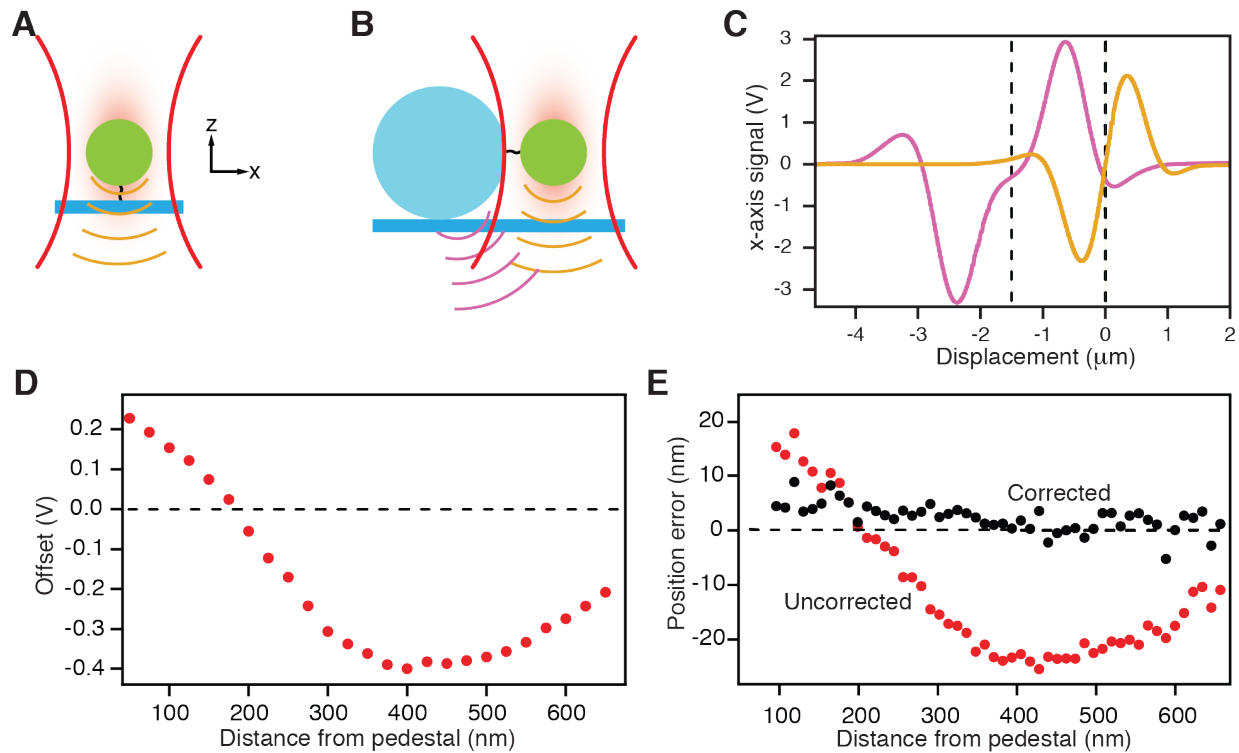 A
z
x
B
C
x-axis signal (V)
3
2
1
0
-1
-2
-3
-4
-3
-2
-1
0
1
2
Displacement (μm)
D
Offset (V)
0.2
0.1
0.0
-0.1
-0.2
-0.3
-0.4
100
200
300
400
500
600
Distance from pedestal (nm)
E
Position error (nm)
20
10
0
-10
-20
Corrected
Uncorrected
100
200
300
400
500
600
Distance from pedestal (nm)